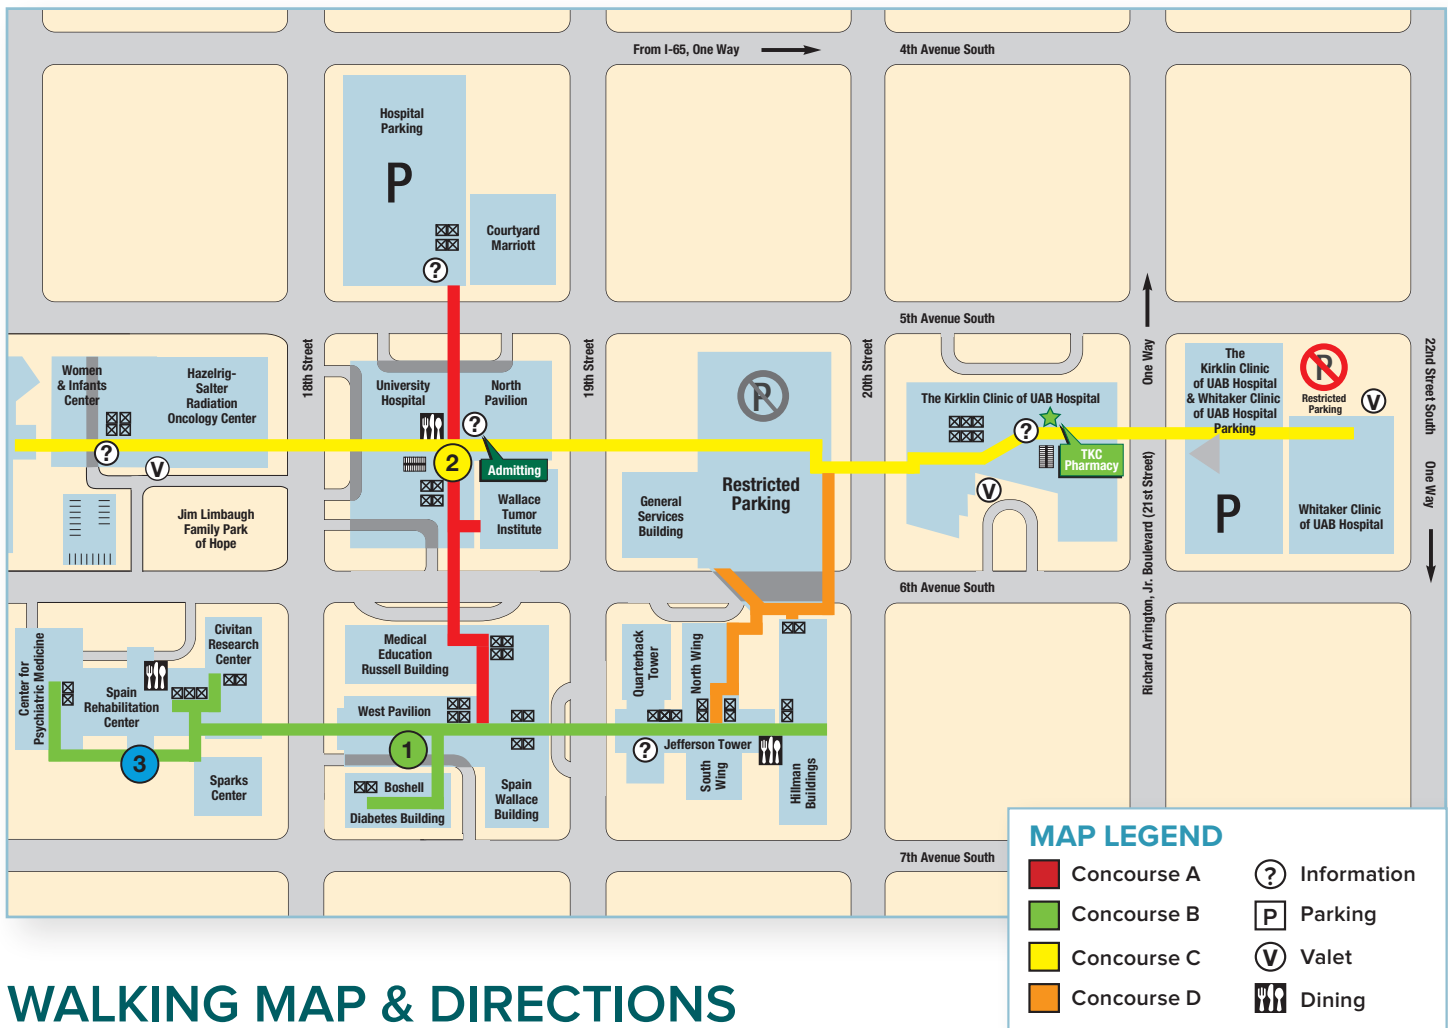 From I-65, One Way
4th Avenue South
Hospital
Parking
P
Courtyard
Marriott
?
5th Avenue South
18th Street
19th Street
20th Street
One Way
22nd Street South
One Way
Women
& Infants
Center
Hazelrig-
Salter
Radiation
Oncology Center
?
V
University
Hospital
North
Pavilion
?
2
Admitting
Wallace
Tumor
Institute
P
Restricted
Parking
General
Services
Building
The Kirklin Clinic of UAB Hospital
?
TKC
Pharmacy
V
The
Kirklin Clinic
of UAB Hospital
& Whitaker Clinic
of UAB Hospital
Parking
P
P
Restricted
Parking
V
Whitaker Clinic
of UAB Hospital
Jim Limbaugh
Family Park
of Hope
6th Avenue South
Richard Arrington, Jr. Boulevard (21st Street)
Center for
Psychiatric Medicine
Civitan
Research
Center
Spain
Rehabilitation
Center
3
Sparks
Center
Medical
Education
Russell Building
West Pavilion
1
Boshell
Diabetes Building
Spain
Wallace
Building
Quarterback
Tower
North Wing
?
Jefferson Tower
South
Wing
Hillman
Buildings
7th Avenue South
MAP LEGEND
Concourse A
? Information
Concourse B
P Parking
Concourse C
V Valet
Concourse D
Dining
WALKING MAP & DIRECTIONS